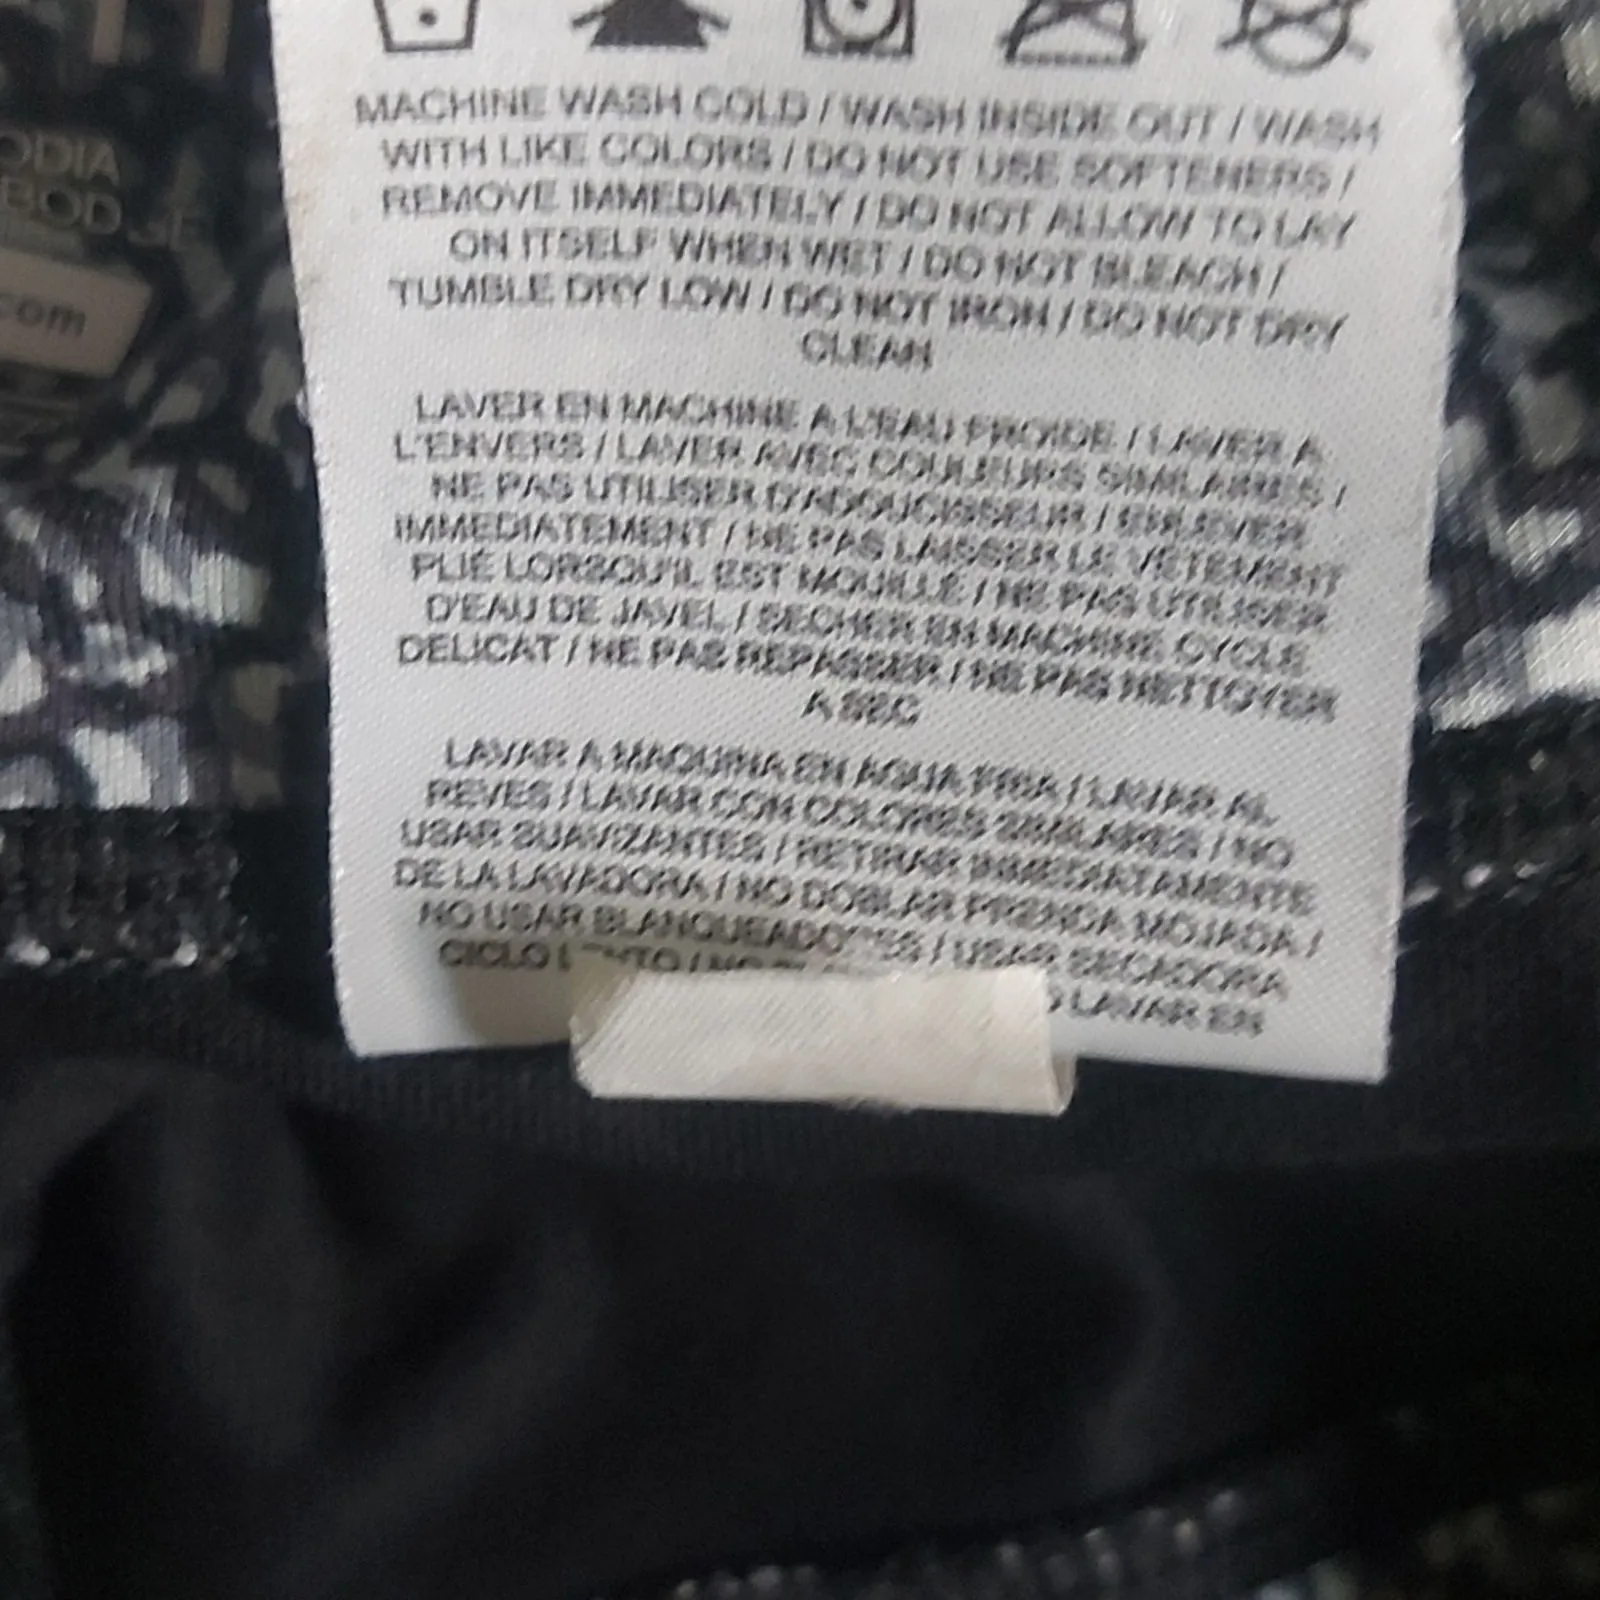 ODIA
BOD
.com
MACHINE WASH COLD / WASH INSIDE OUT / WASH
WITH LIKE COLORS / DO NOT USE SOFTENERS /
REMOVE IMMEDIATELY / DO NOT ALLOW TO LAY
ON ITSELF WHEN WET / DO NOT BLEACH /
TUMBLE DRY LOW / DO NOT IRON / DO NOT DRY
CLEAN
LAVER EN MACHINE A L'EAU FROIDE / LAVER A
L'ENVERS / LAVER AVEC COULEURS SIMILAIRES /
NE PAS UTILISER D'ADOUCISSEUR / ENLEVER
IMMEDIATEMENT / NE PAS LAISSER LE VÊTEMENT
PLIÉ LORSQU'IL EST MOUILLÉ / NE PAS UTILISER
D'EAU DE JAVEL / SECHER EN MACHINE CYCLE
DELICAT / NE PAS REPASSER / NE PAS NETTOYER
A SEC
LAVAR A MAQUINA EN AGUA FRIA / LAVAR AL
REVES / LAVAR CON COLORES SIMILARES / NO
USAR SUAVIZANTES / RETIRAR INMEDIATAMENTE
DE LA LAVADORA / NO DOBLAR PRENDA MOJADA /
NO USAR BLANQUEADORES / USAR SECADORA
CICLO LENTO / NO
LAVAR EN